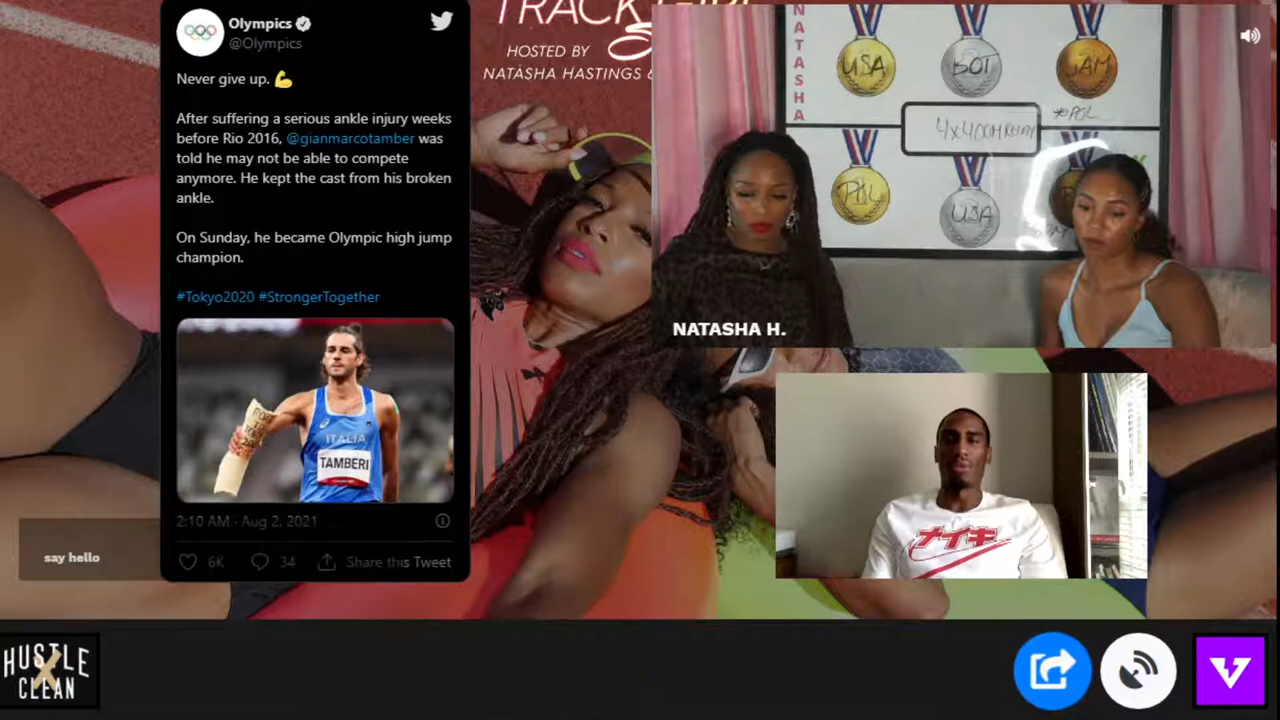 Olympics
@Olympics
Never give up. 💪
After suffering a serious ankle injury weeks
before Rio 2016, @gianmarcotamber was
told he may not be able to compete
anymore. He kept the cast from his broken
ankle.
On Sunday, he became Olympic high jump
champion.
#Tokyo2020 #StrongerTogether
ITALIA
TAMBERI
2:10 AM · Aug 2, 2021
6K
34
Share this Tweet
say hello
HUSTLE
CLEAN
TRACK
HOSTED BY
NATASHA HASTINGS &
NATASHA
USA
BOT
JAM
POL
4x400M Relay
POL
USA
NATASHA H.
ナイキ